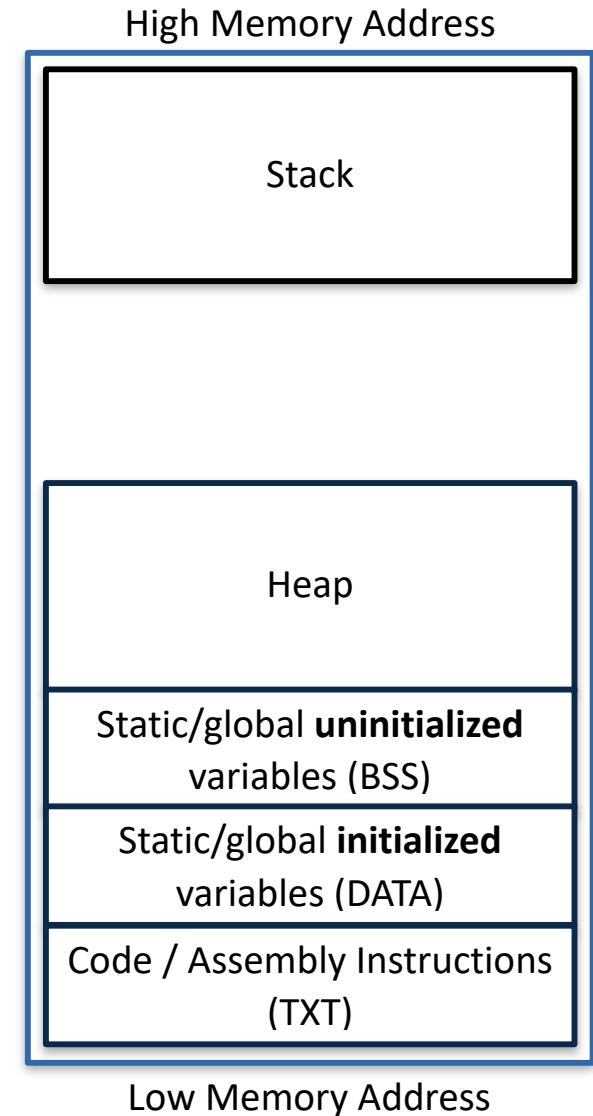 High Memory Address
Stack
Heap
Static/global uninitialized
variables (BSS)
Static/global initialized
variables (DATA)
Code / Assembly Instructions
(TXT)
Low Memory Address